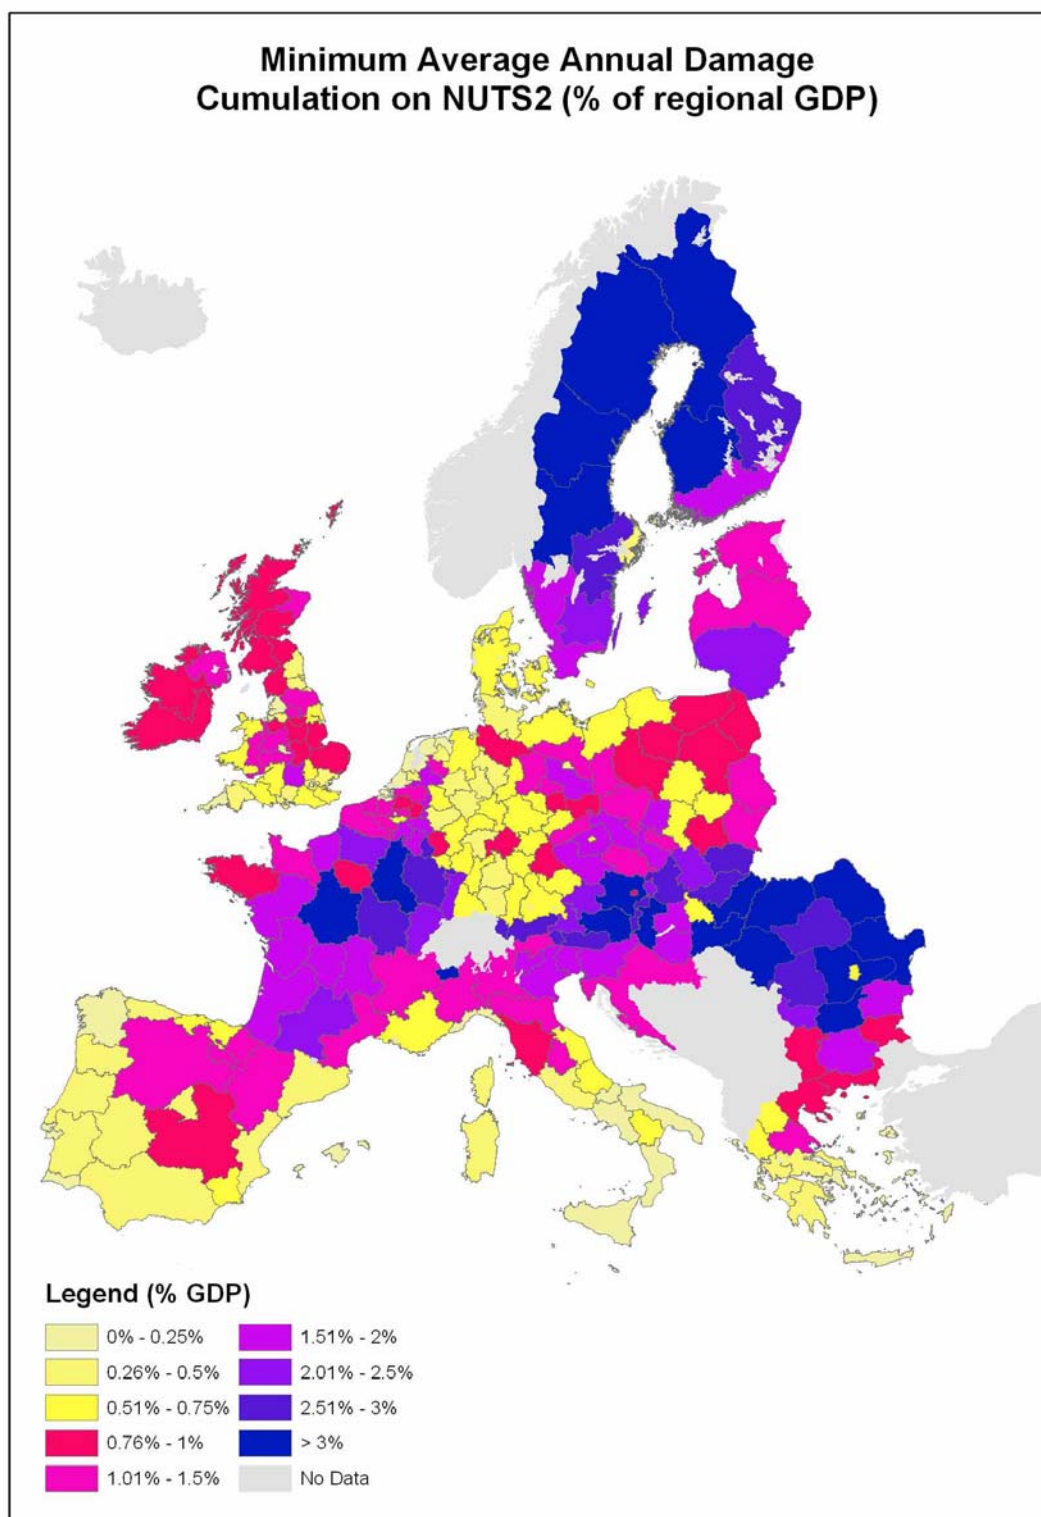 Minimum Average Annual Damage
Cumulation on NUTS2 (% of regional GDP)
Legend (% GDP)
0% - 0.25%
0.26% - 0.5%
0.51% - 0.75%
0.76% - 1%
1.01% - 1.5%
1.51% - 2%
2.01% - 2.5%
2.51% - 3%
> 3%
No Data